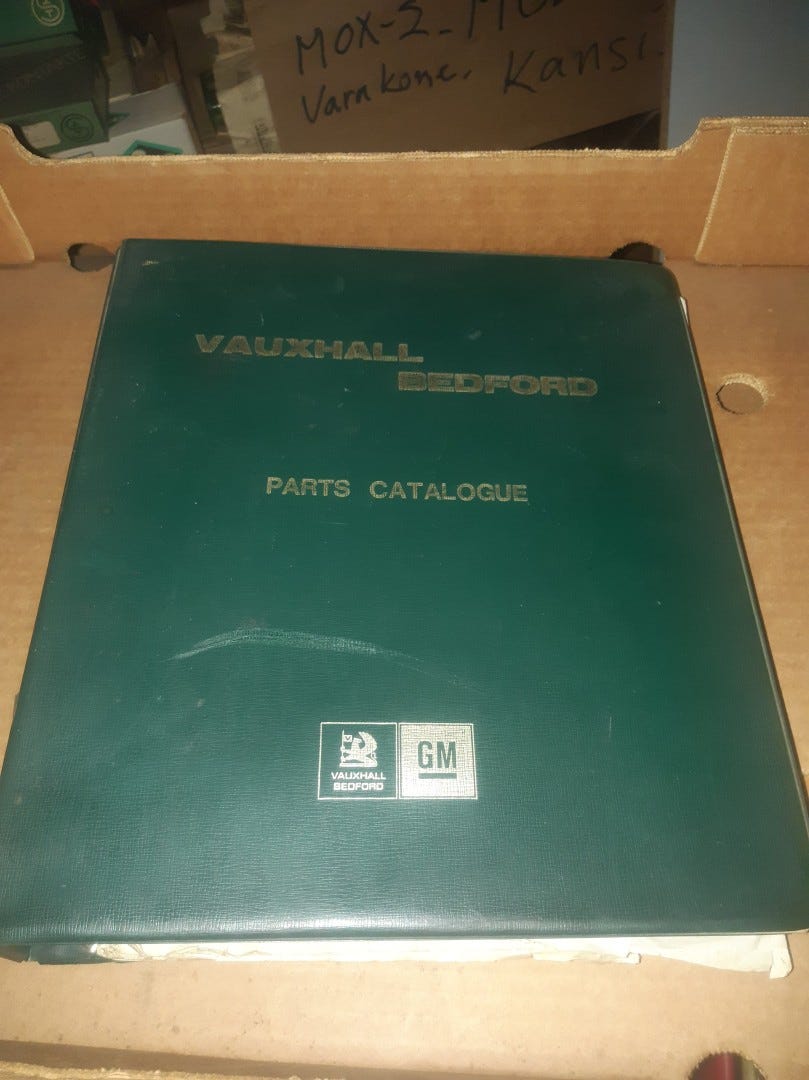 MOX-2.
Varakone. Kansi.
VAUXHALL
BEDFORD
PARTS CATALOGUE
VAUXHALL
BEDFORD
GM